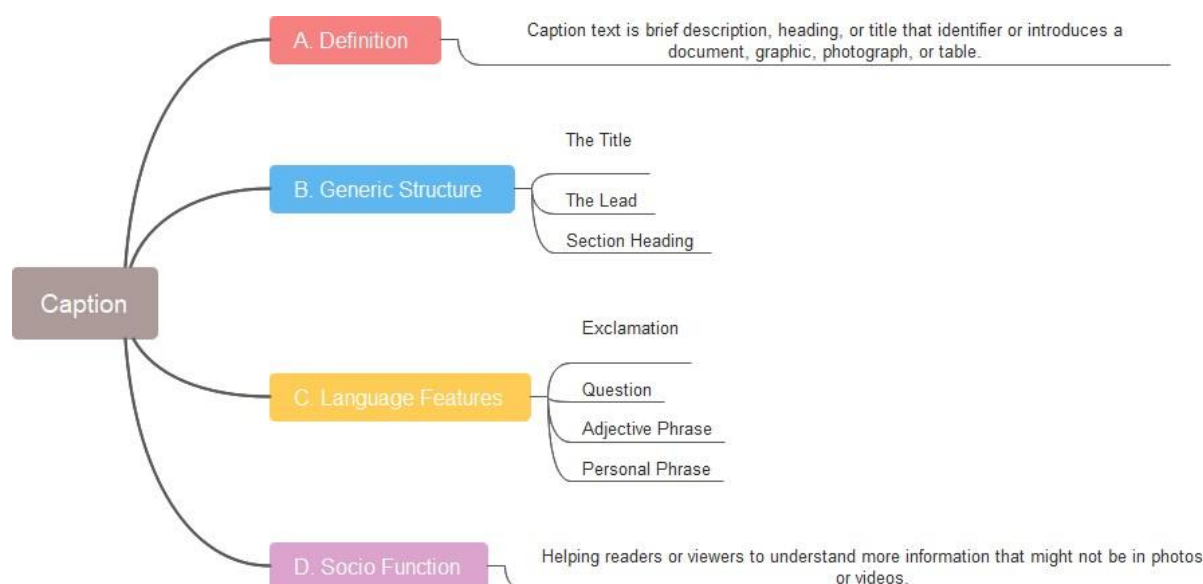 A. Definition
Caption text is brief description, heading, or title that identifier or introduces a
document, graphic, photograph, or table.
B. Generic Structure
The Title
The Lead
Section Heading
Caption
C. Language Features
Exclamation
Question
Adjective Phrase
Personal Phrase
D. Socio Function
Helping readers or viewers to understand more information that might not be in photos
or videos.